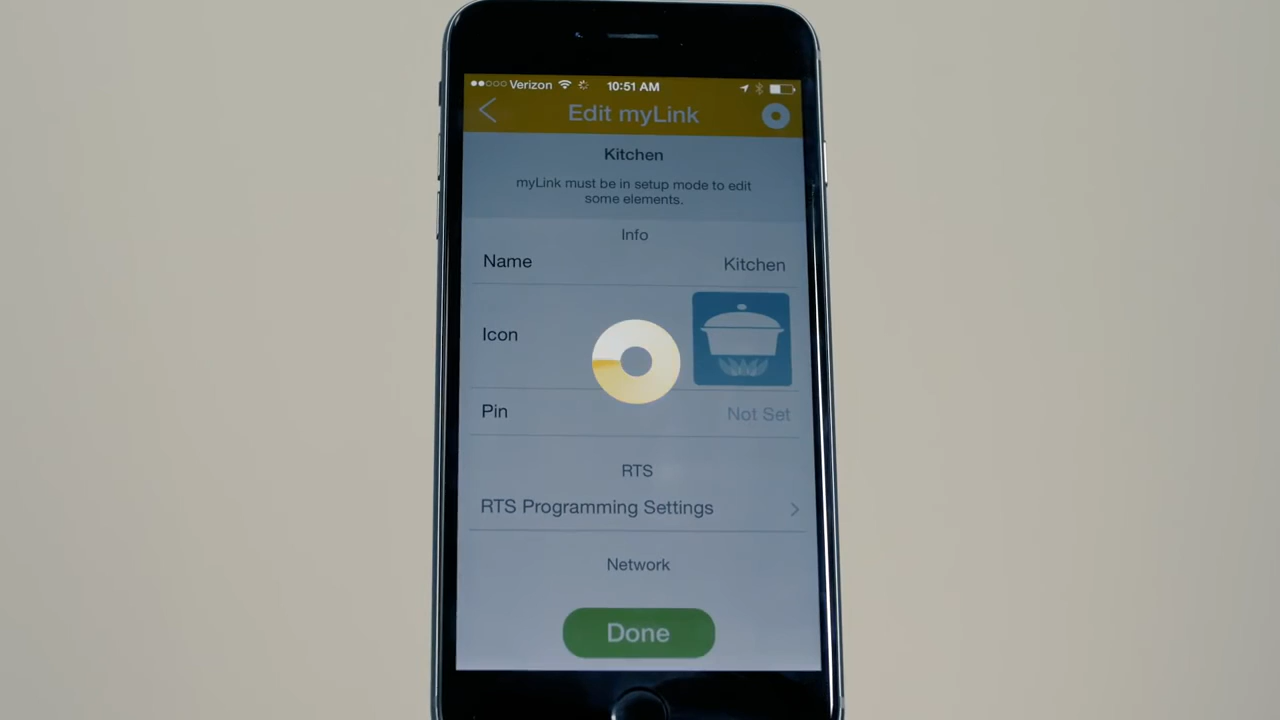 Verizon 10:51 AM
Edit myLink
Kitchen
myLink must be in setup mode to edit
some elements.
Info
Name Kitchen
Icon
Pin Not Set
RTS
RTS Programming Settings
Network
Done